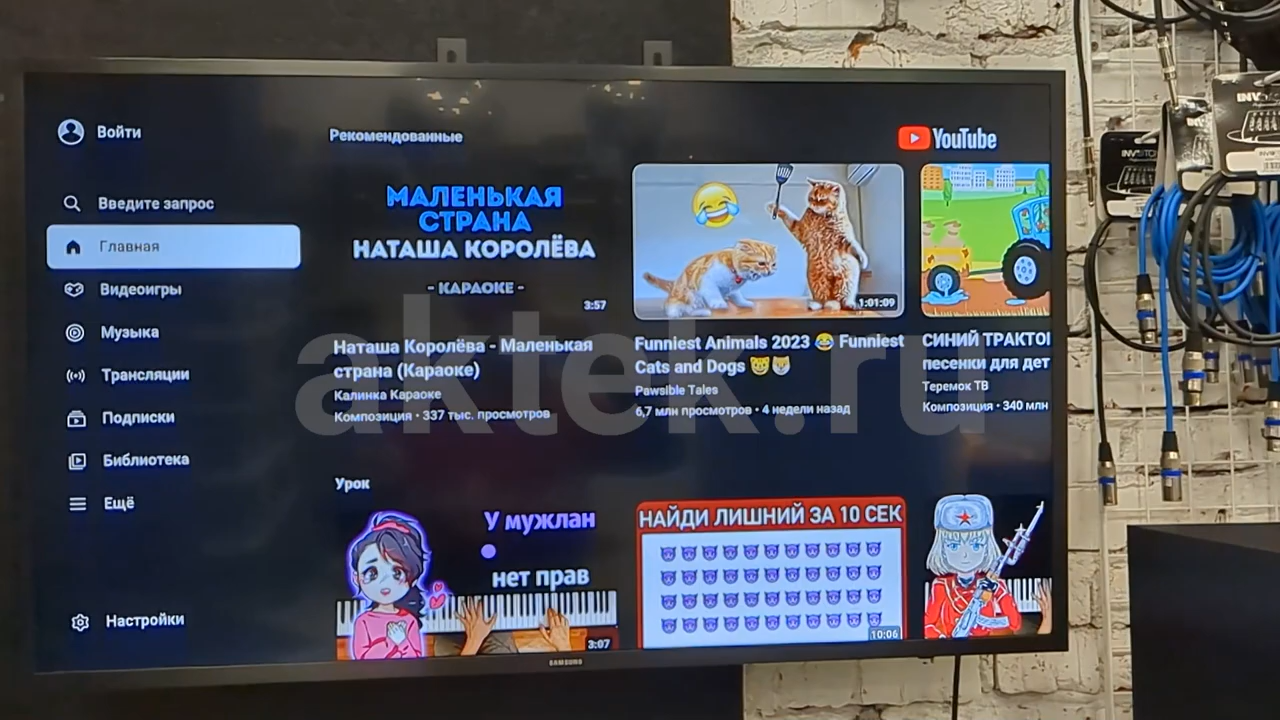 Войти
Введите запрос
Главная
Видеоигры
Музыка
Трансляции
Подписки
Библиотека
Ещё
Настройки
Рекомендованные
YouTube
МАЛЕНЬКАЯ
СТРАНА
НАТАША КОРОЛЁВА
- КАРАОКЕ -
3:57
Наташа Королёва - Маленькая
страна (Караоке)
Калинка Караоке
Композиция • 337 тыс. просмотров
1:01:09
Funniest Animals 2023 😂 Funniest
Cats and Dogs 😺🐶
Pawsible Tales
6,7 млн просмотров • 4 недели назад
СИНИЙ ТРАКТО
песенки для дет
Теремок ТВ
Композиция • 340 млн
Урок
У мужлан
нет прав
3:07
НАЙДИ ЛИШНИЙ ЗА 10 СЕК
10:06
SAMSUNG
aktek.ru